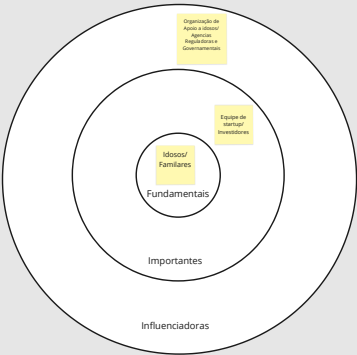 Organização de
Apoio a idosos/
Agencias
Reguladoras e
Governamentais
Equipe de
startup/
Investidores
Idosos/
Familares
Fundamentais
Importantes
Influenciadoras